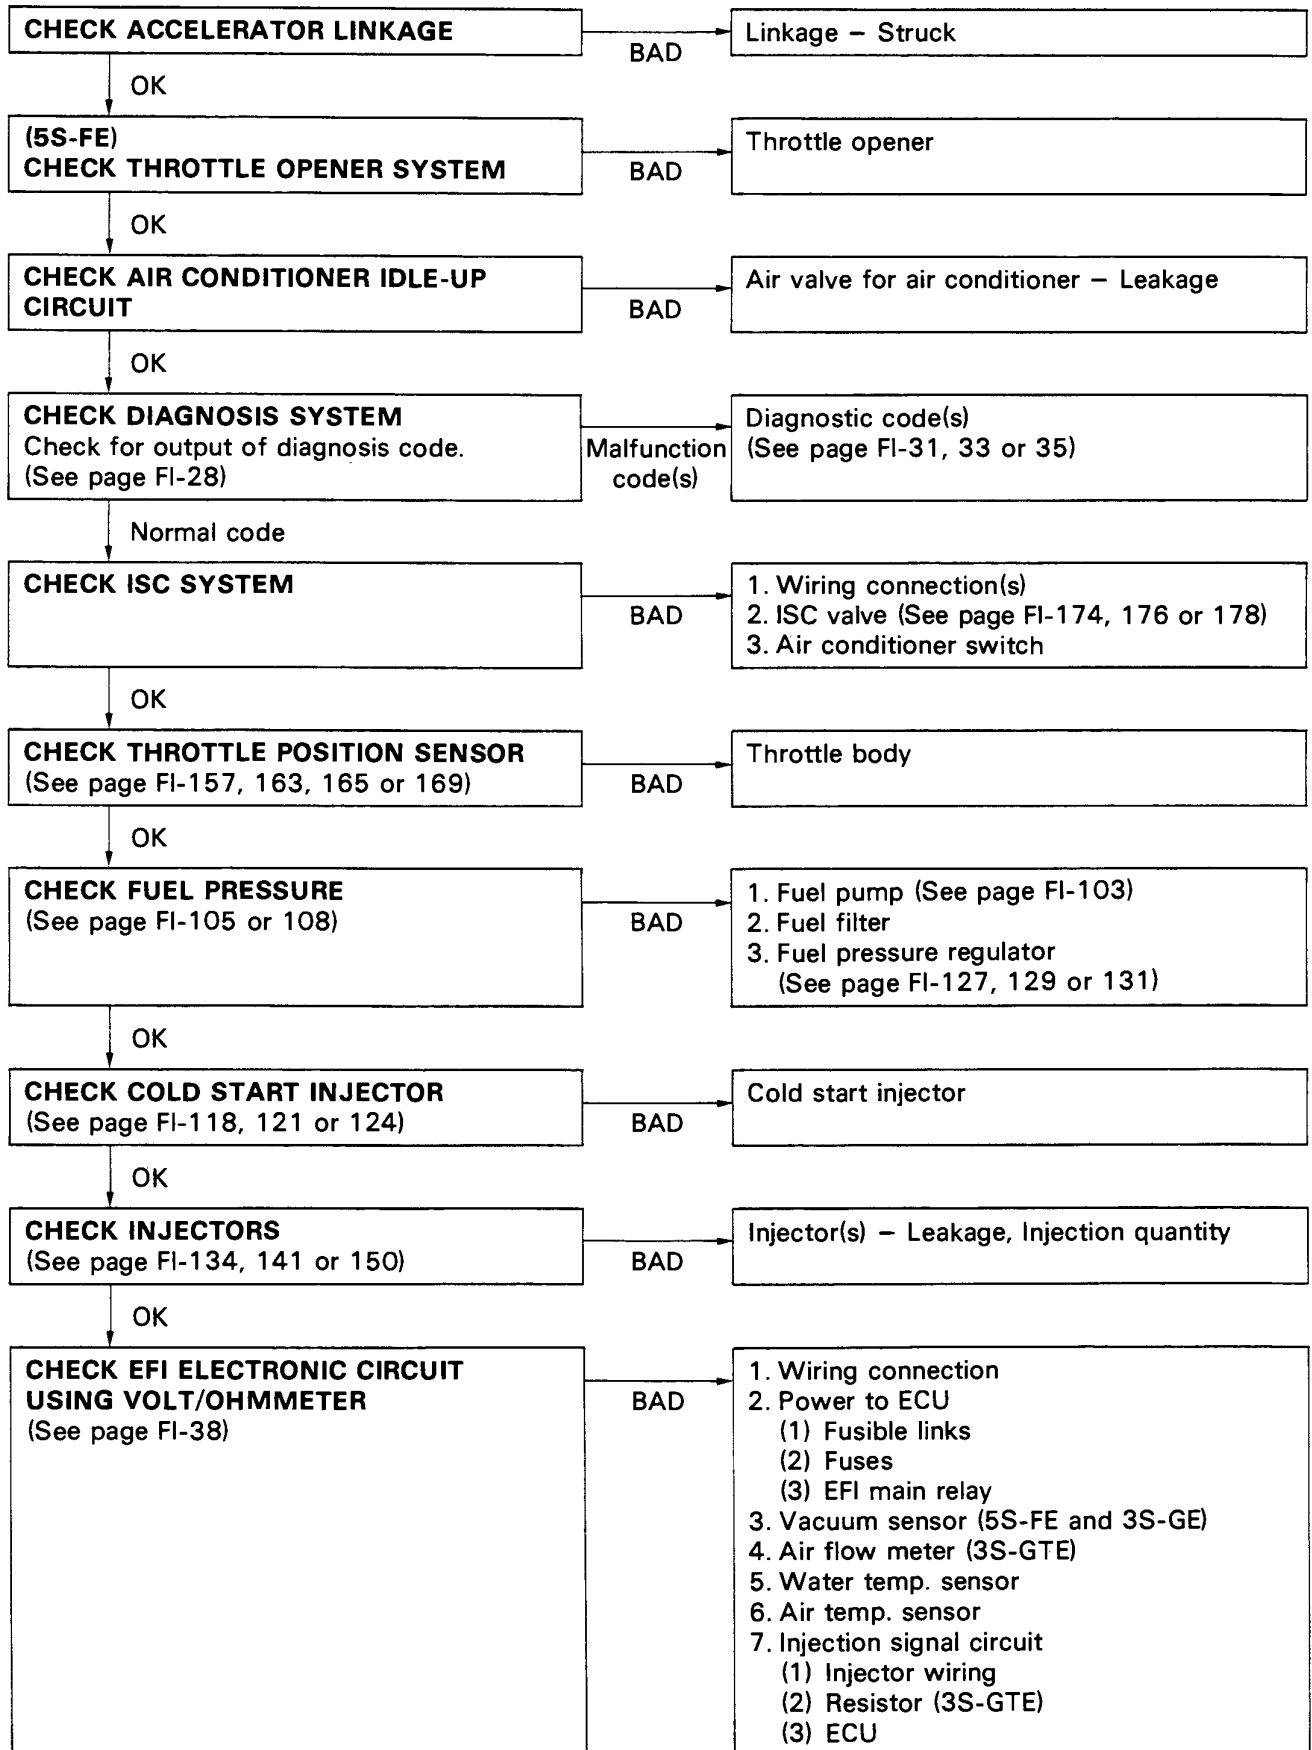 CHECK ACCELERATOR LINKAGE
BAD
Linkage – Struck
OK
(5S-FE)
CHECK THROTTLE OPENER SYSTEM
BAD
Throttle opener
OK
CHECK AIR CONDITIONER IDLE-UP
CIRCUIT
BAD
Air valve for air conditioner – Leakage
OK
CHECK DIAGNOSIS SYSTEM
Check for output of diagnosis code.
(See page FI-28)
Malfunction
code(s)
Diagnostic code(s)
(See page FI-31, 33 or 35)
Normal code
CHECK ISC SYSTEM
BAD
1. Wiring connection(s)
2. ISC valve (See page FI-174, 176 or 178)
3. Air conditioner switch
OK
CHECK THROTTLE POSITION SENSOR
(See page FI-157, 163, 165 or 169)
BAD
Throttle body
OK
CHECK FUEL PRESSURE
(See page FI-105 or 108)
BAD
1. Fuel pump (See page FI-103)
2. Fuel filter
3. Fuel pressure regulator
(See page FI-127, 129 or 131)
OK
CHECK COLD START INJECTOR
(See page FI-118, 121 or 124)
BAD
Cold start injector
OK
CHECK INJECTORS
(See page FI-134, 141 or 150)
BAD
Injector(s) – Leakage, Injection quantity
OK
CHECK EFI ELECTRONIC CIRCUIT
USING VOLT/OHMMETER
(See page FI-38)
BAD
1. Wiring connection
2. Power to ECU
(1) Fusible links
(2) Fuses
(3) EFI main relay
3. Vacuum sensor (5S-FE and 3S-GE)
4. Air flow meter (3S-GTE)
5. Water temp. sensor
6. Air temp. sensor
7. Injection signal circuit
(1) Injector wiring
(2) Resistor (3S-GTE)
(3) ECU